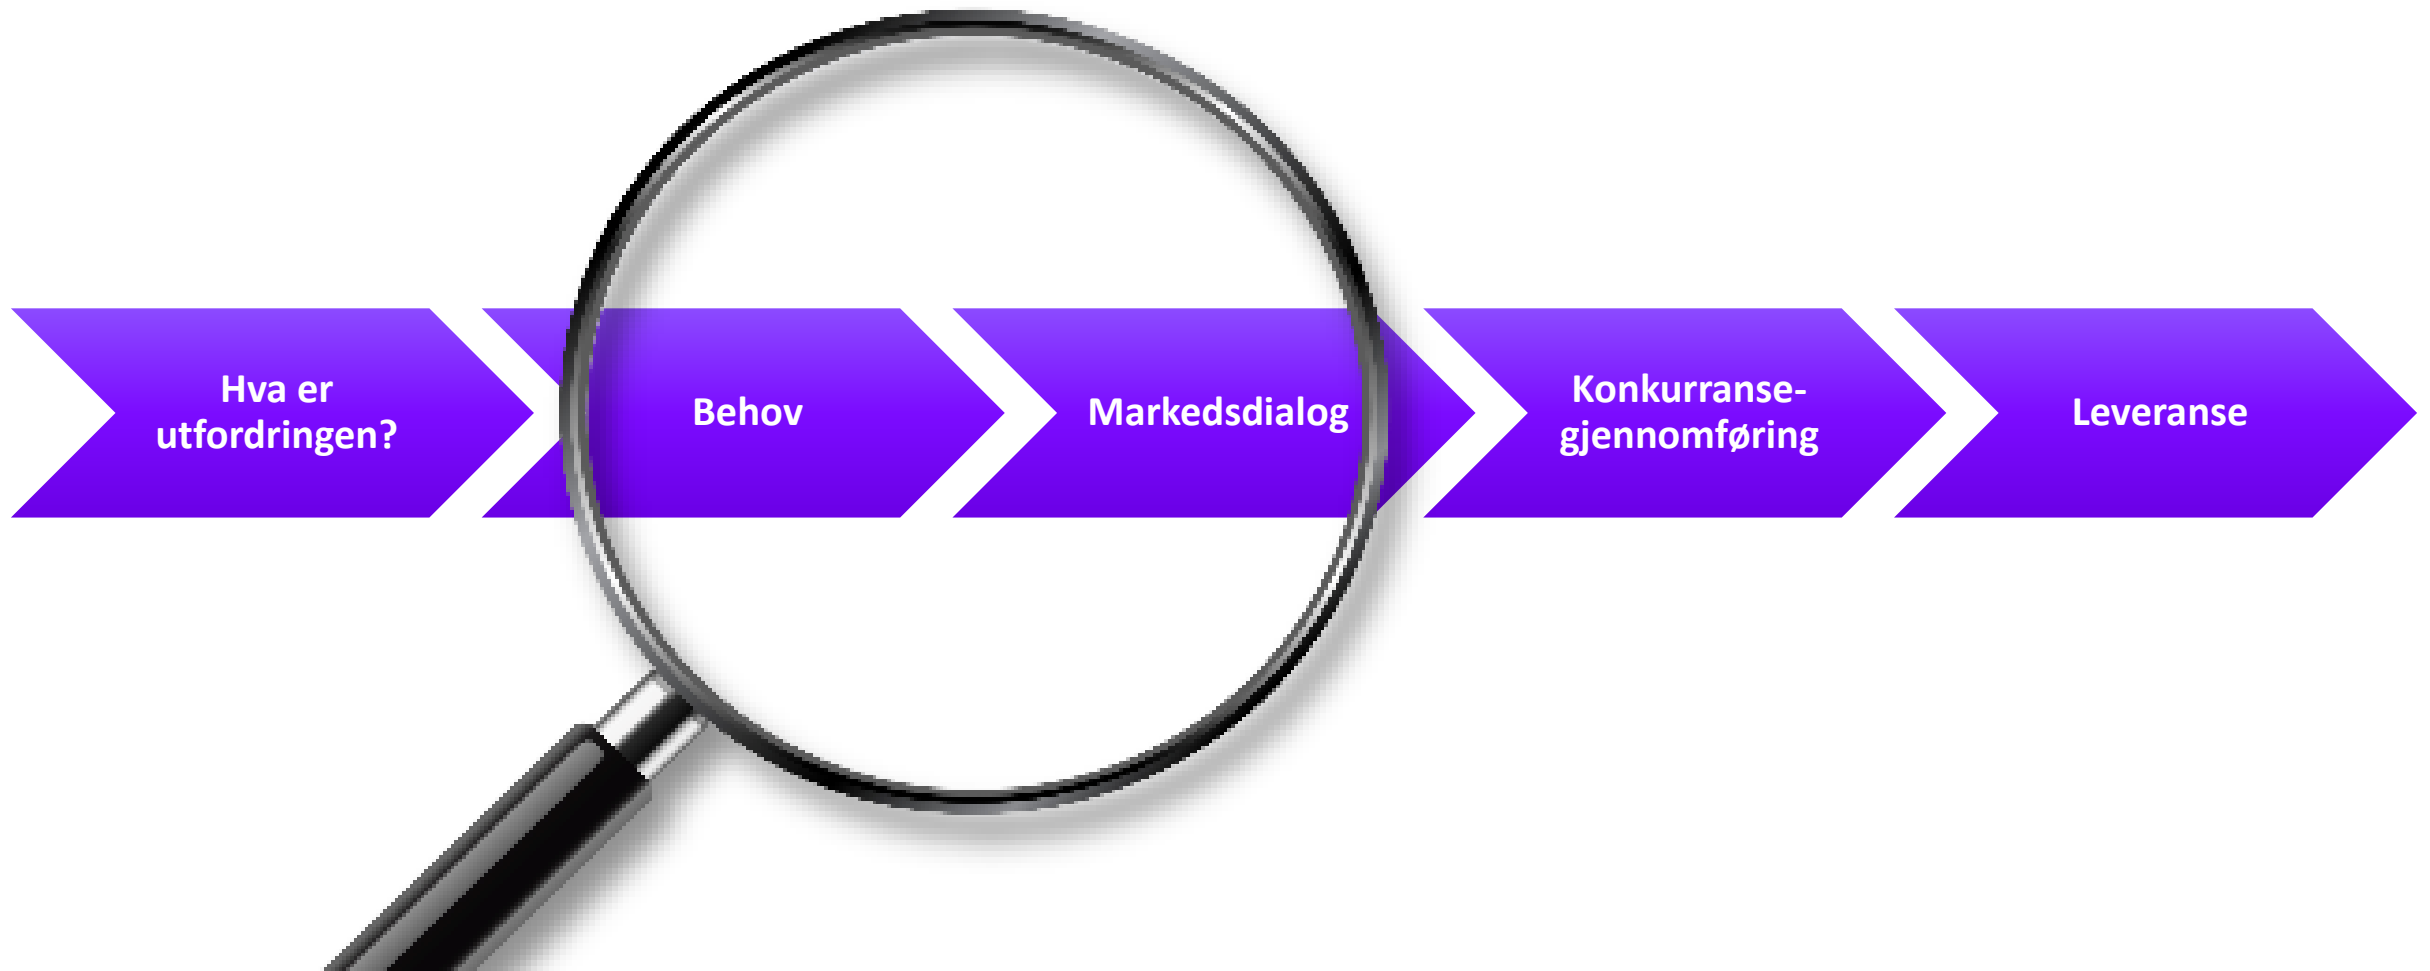 Hva er
utfordringen?
Behov
Markedsdialog
Konkurranse-
gjennomføring
Leveranse